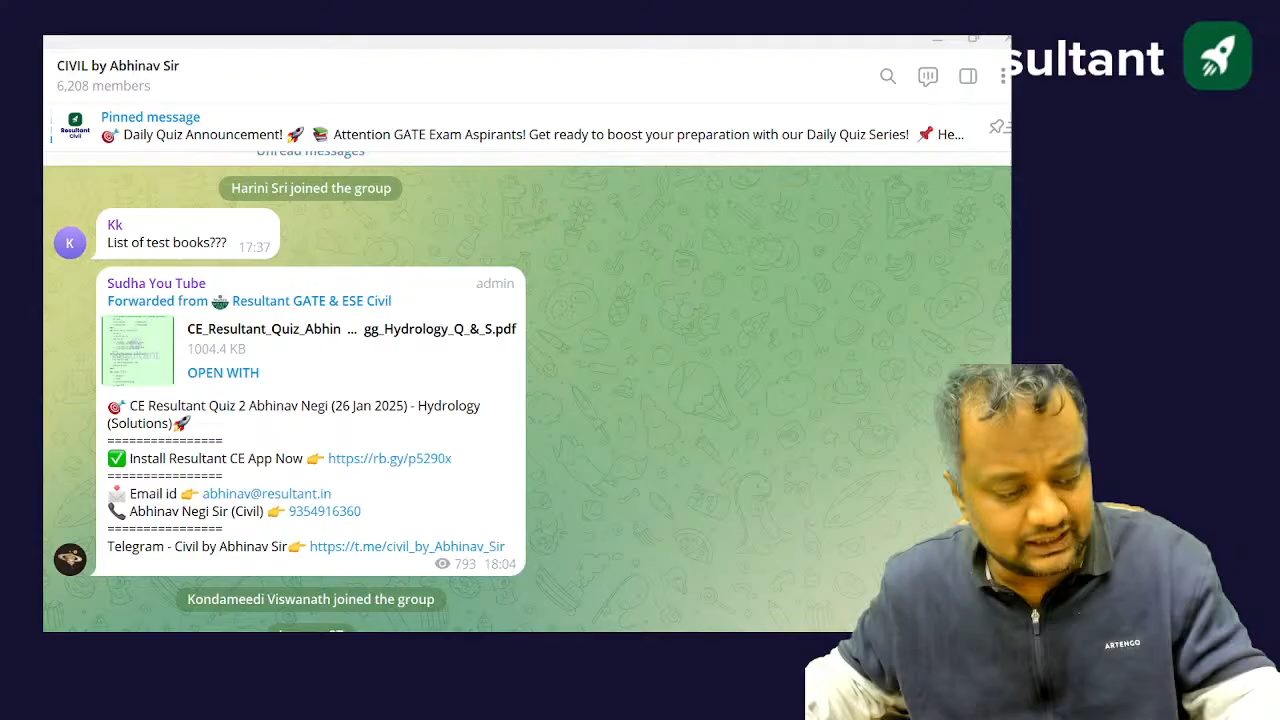 sultant
CIVIL by Abhinav Sir
6,208 members
Pinned message
🎯 Daily Quiz Announcement! 🚀 📚 Attention GATE Exam Aspirants! Get ready to boost your preparation with our Daily Quiz Series! 📌 He...
Resultant
Civil
Unread messages
Harini Sri joined the group
Kk
List of test books???
17:37
K
Sudha You Tube admin
Forwarded from Resultant GATE & ESE Civil
CE_Resultant_Quiz_Abhin ... gg_Hydrology_Q_&_S.pdf
1004.4 KB
OPEN WITH
🎯 CE Resultant Quiz 2 Abhinav Negi (26 Jan 2025) - Hydrology
(Solutions)🚀
================
✅ Install Resultant CE App Now 👉 https://rb.gy/p5290x
================
📩 Email id 👉 abhinav@resultant.in
📞 Abhinav Negi Sir (Civil) 👉 9354916360
================
Telegram - Civil by Abhinav Sir👉 https://t.me/civil_by_Abhinav_Sir
793 18:04
Kondameedi Viswanath joined the group
ARTENGO